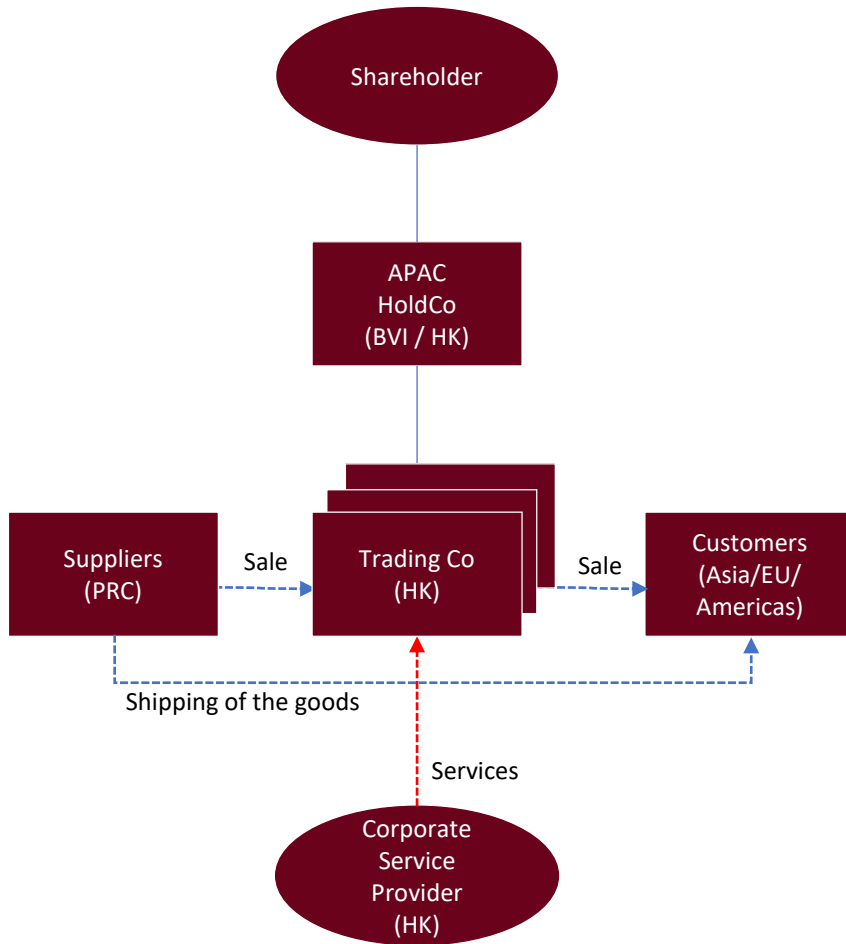 Shareholder
APAC
HoldCo
(BVI / HK)
Suppliers
(PRC)
Sale
Trading Co
(HK)
Sale
Customers
(Asia/EU/
Americas)
Shipping of the goods
Services
Corporate
Service
Provider
(HK)